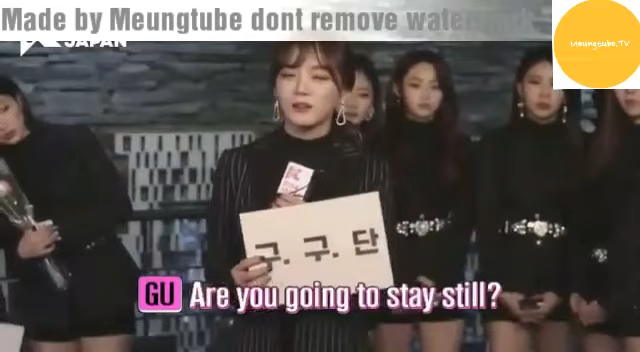 Made by Meungtube dont remove water
Meungtube.TV
JAPAN
구. 구. 단
GU Are you going to stay still?